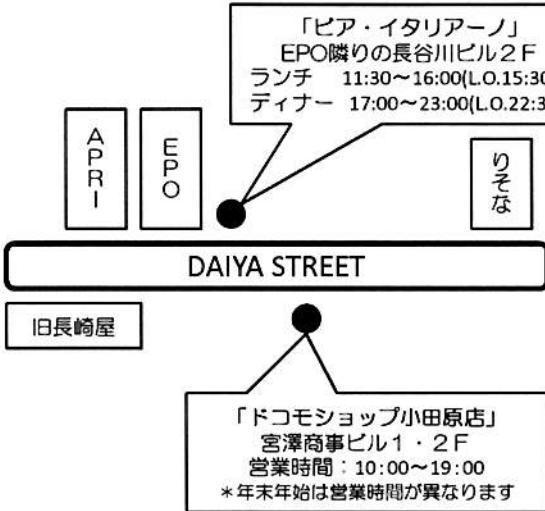 「ピア・イタリアーノ」
EPO隣りの長谷川ビル2F
ランチ 11:30～16:00(L.O.15:30
ディナー 17:00～23:00(L.O.22:3
APRI
EPO
りそな
DAIYA STREET
旧長崎屋
「ドコモショップ小田原店」
宮澤商事ビル1・2F
営業時間：10:00～19:00
＊年末年始は営業時間が異なります